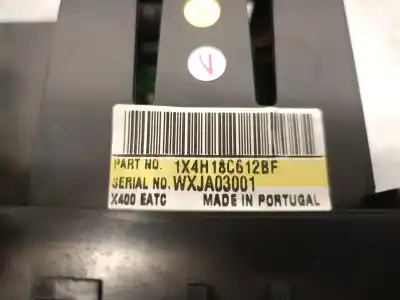 PART NO. 1X4H18C612BF
SERIAL NO. WXJA03001
X400 EATC MADE IN PORTUGAL